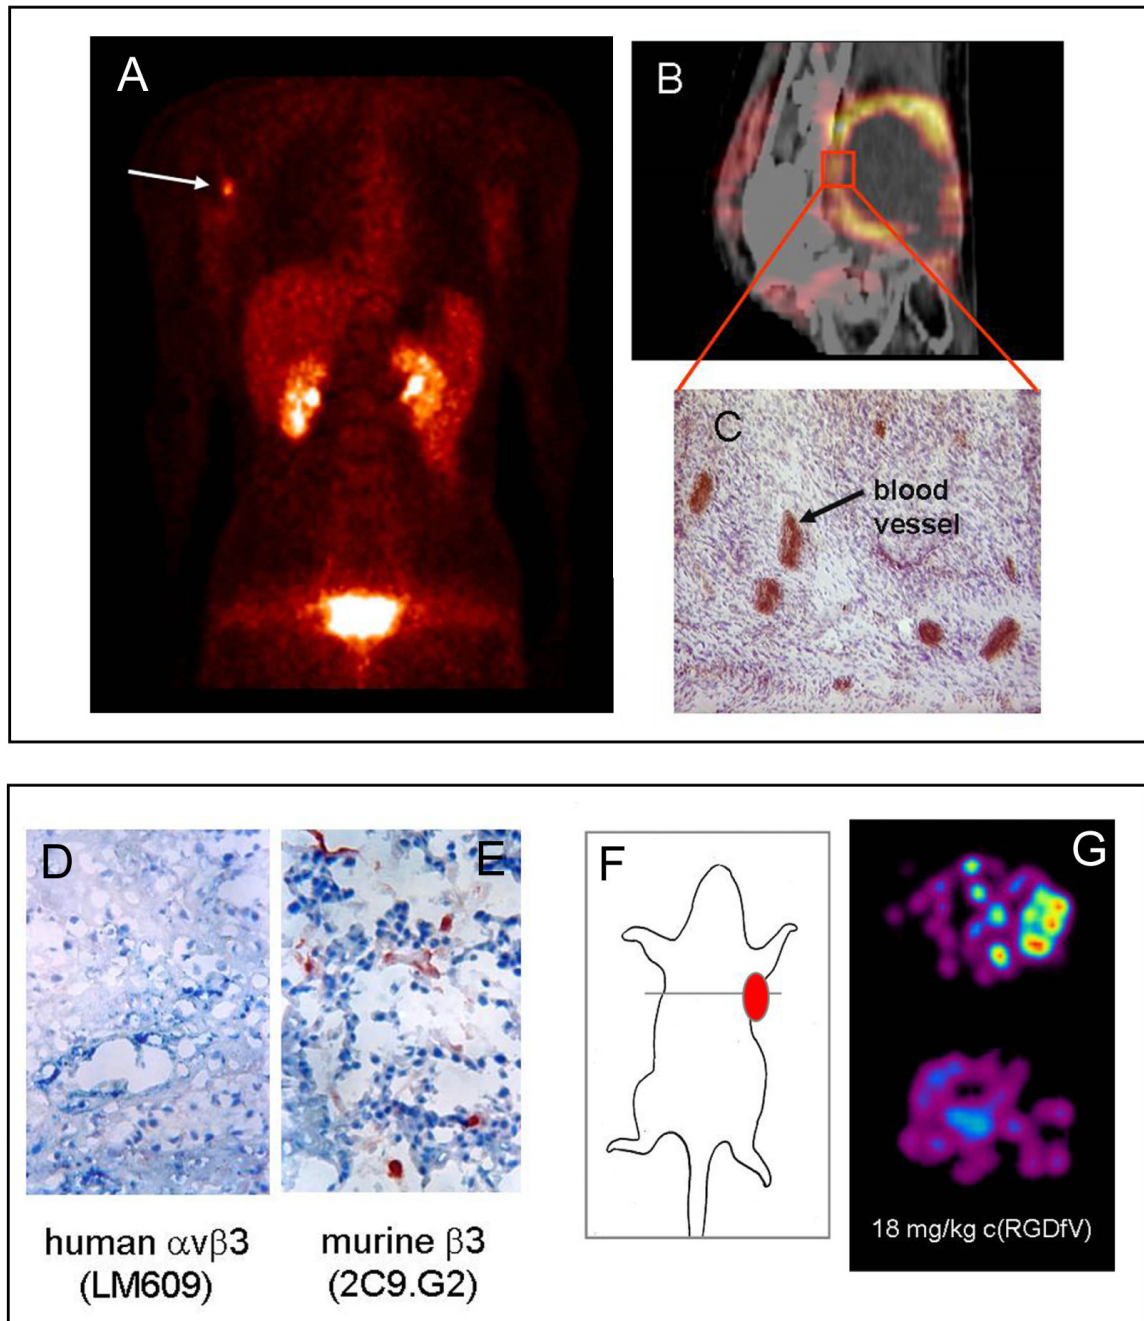 A
B
C
blood
vessel
D
E
F
G
human αvβ3
(LM609)
murine β3
(2C9.G2)
18 mg/kg c(RGDfV)